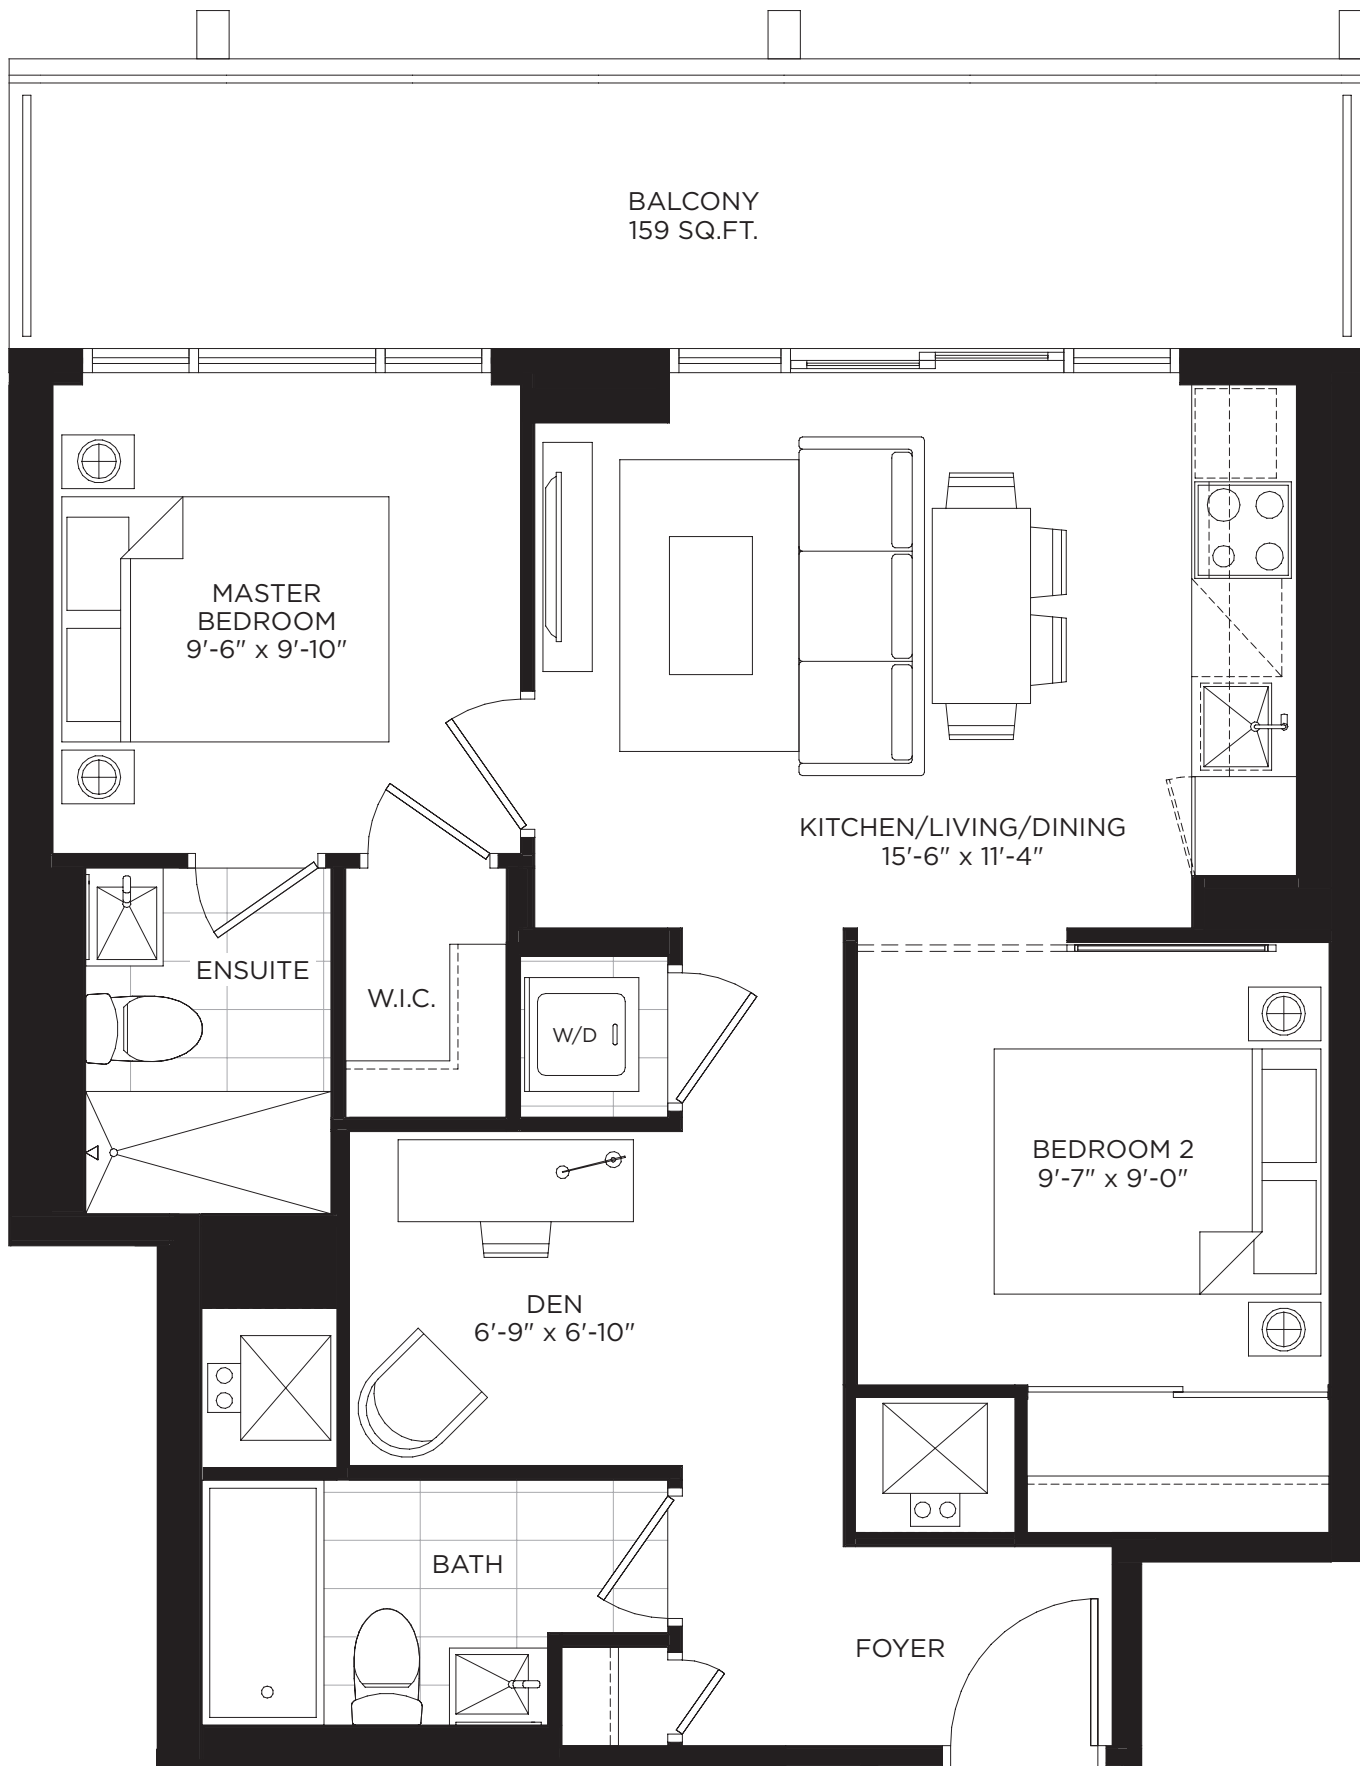 BALCONY
159 SQ.FT.
MASTER
BEDROOM
9'-6" x 9'-10"
KITCHEN/LIVING/DINING
15'-6" x 11'-4"
ENSUITE
W.I.C.
W/D
BEDROOM 2
9'-7" x 9'-0"
DEN
6'-9" x 6'-10"
BATH
FOYER